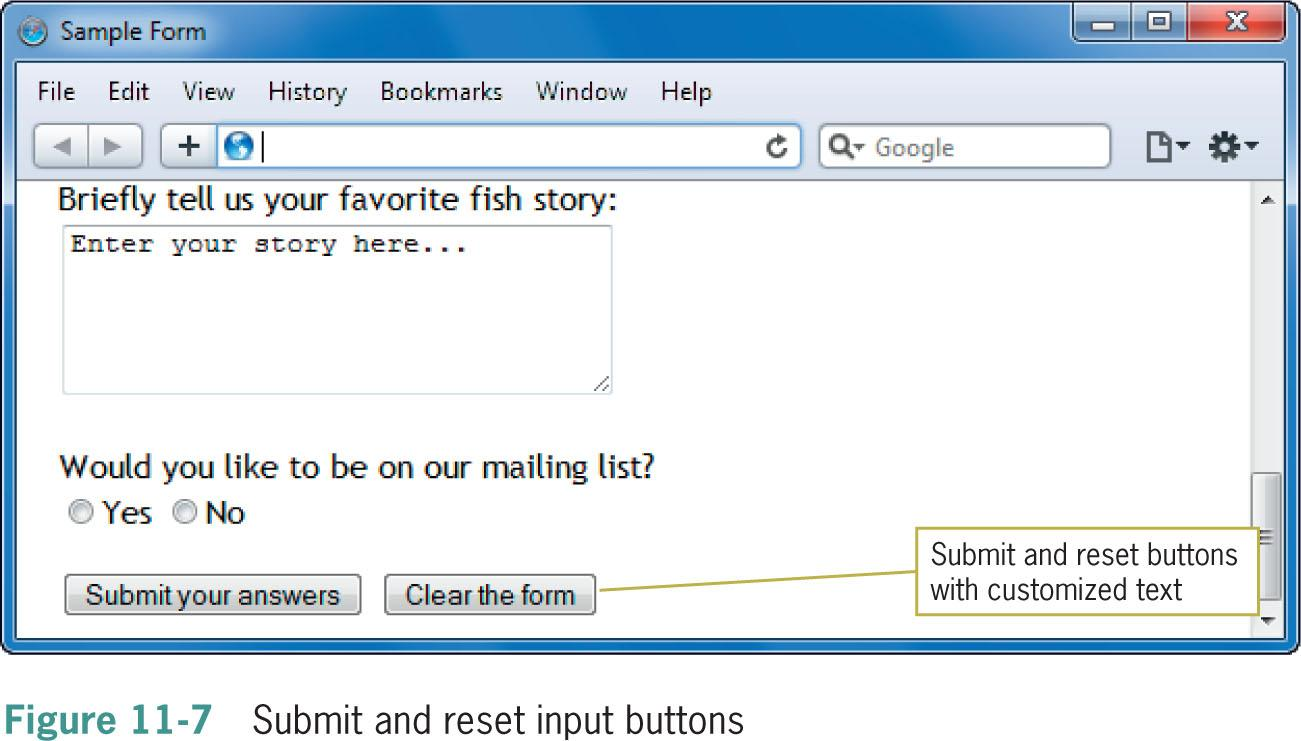 Sample Form
File Edit View History Bookmarks Window Help
+ Google
Briefly tell us your favorite fish story:
Enter your story here...
Would you like to be on our mailing list?
Yes No
Submit your answers Clear the form
Submit and reset buttons
with customized text
Figure 11-7 Submit and reset input buttons